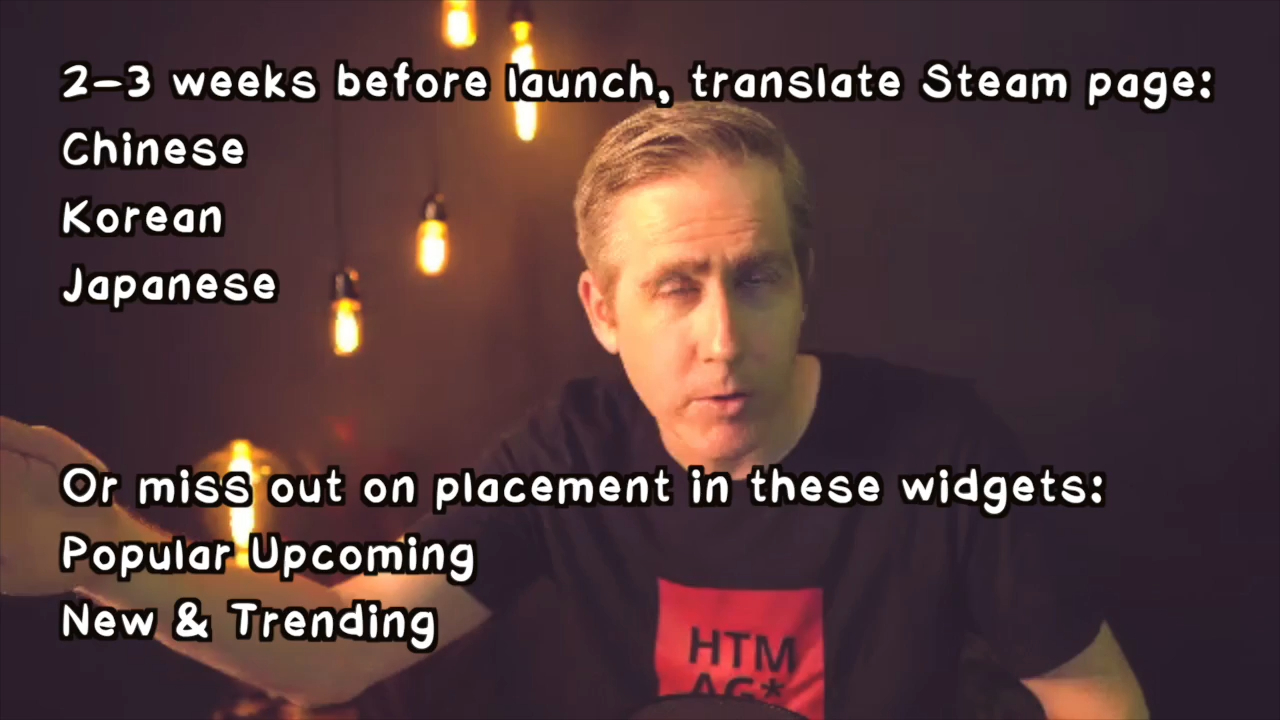 2-3 weeks before launch, translate Steam page:
Chinese
Korean
Japanese
Or miss out on placement in these widgets:
Popular Upcoming
New & Trending
HTM
AG*